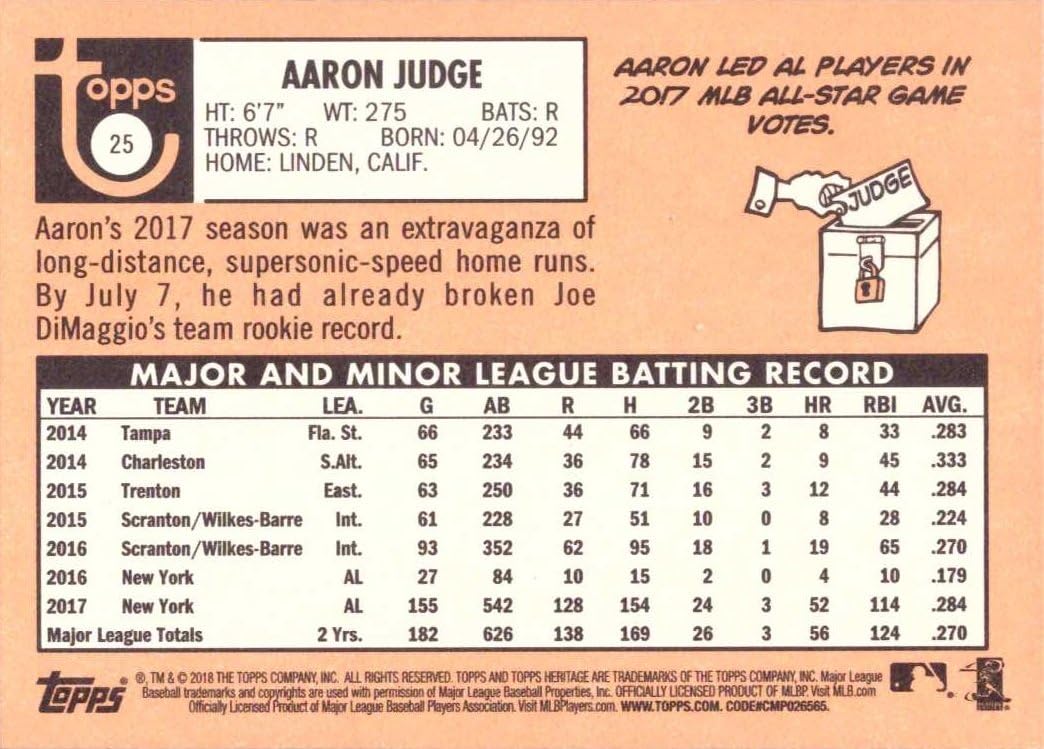 Topps
25
AARON JUDGE
HT: 6'7" WT: 275 BATS: R
THROWS: R BORN: 04/26/92
HOME: LINDEN, CALIF.
AARON LED AL PLAYERS IN
2017 MLB ALL-STAR GAME
VOTES.
JUDGE
Aaron's 2017 season was an extravaganza of
long-distance, supersonic-speed home runs.
By July 7, he had already broken Joe
DiMaggio's team rookie record.
MAJOR AND MINOR LEAGUE BATTING RECORD
YEAR TEAM LEA. G AB R H 2B 3B HR RBI AVG.
2014 Tampa Fla. St. 66 233 44 66 9 2 8 33 .283
2014 Charleston S.Alt. 65 234 36 78 15 2 9 45 .333
2015 Trenton East. 63 250 36 71 16 3 12 44 .284
2015 Scranton/Wilkes-Barre Int. 61 228 27 51 10 0 8 28 .224
2016 Scranton/Wilkes-Barre Int. 93 352 62 95 18 1 19 65 .270
2016 New York AL 27 84 10 15 2 0 4 10 .179
2017 New York AL 155 542 128 154 24 3 52 114 .284
Major League Totals 2 Yrs. 182 626 138 169 26 3 56 124 .270
Topps
®, TM & © 2018 THE TOPPS COMPANY, INC. ALL RIGHTS RESERVED. TOPPS AND TOPPS HERITAGE ARE TRADEMARKS OF THE TOPPS COMPANY, INC. Major League
Baseball trademarks and copyrights are used with permission of Major League Baseball Properties, Inc. OFFICIALLY LICENSED PRODUCT OF MLBP. Visit MLB.com
Officially Licensed Product of Major League Baseball Players Association. Visit MLBPlayers.com. WWW.TOPPS.COM. CODE#CMP026565.